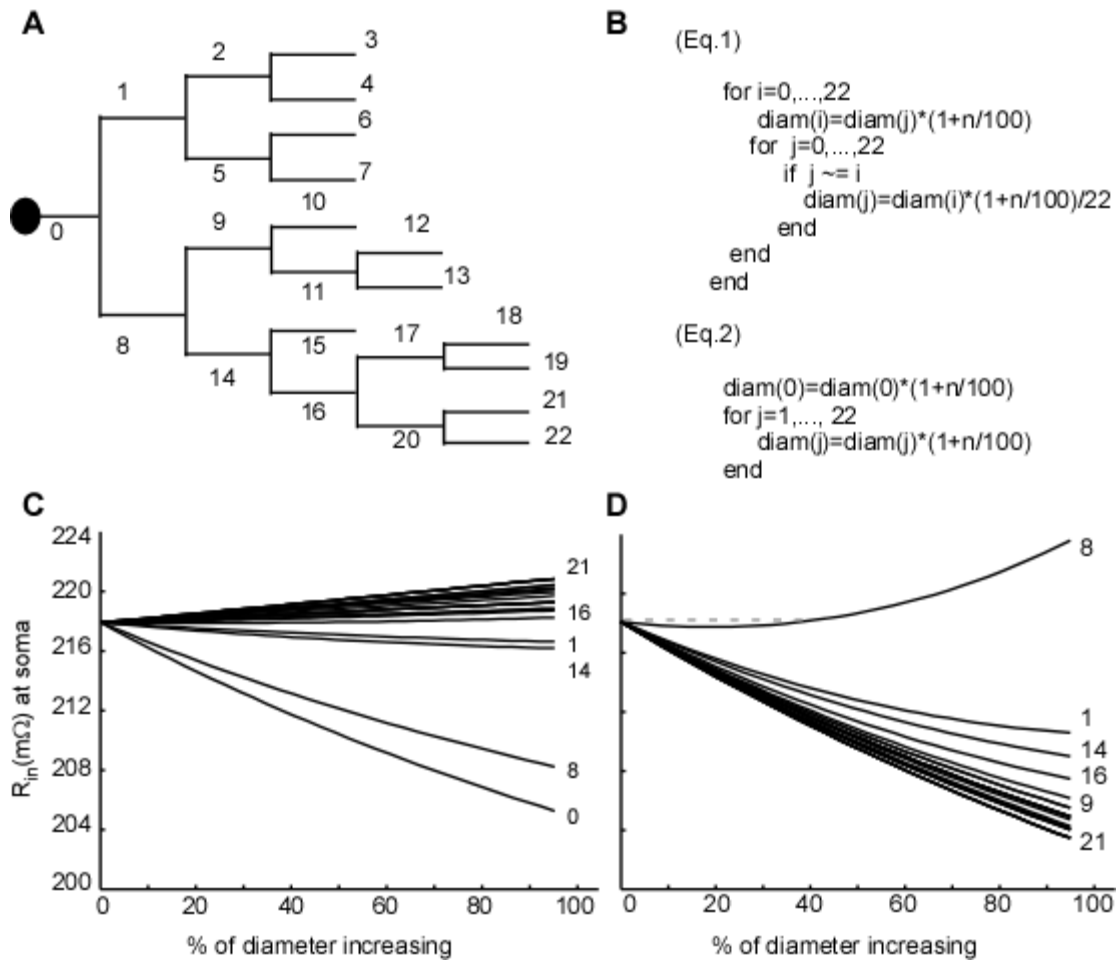 A
1
2
3
4
5
6
7
0
8
9
10
11
12
13
14
15
16
17
18
19
20
21
22
B
(Eq.1)
for i=0,...,22
diam(i)=diam(j)*(1+n/100)
for j=0,...,22
if j ~= i
diam(j)=diam(i)*(1+n/100)/22
end
end
end
(Eq.2)
diam(0)=diam(0)*(1+n/100)
for j=1,..., 22
diam(j)=diam(j)*(1+n/100)
end
C
224
220
216
212
208
204
200
Rin(mΩ) at soma
0 20 40 60 80 100
% of diameter increasing
21
16
1
14
8
0
D
8
1
14
16
9
21
0 20 40 60 80 100
% of diameter increasing